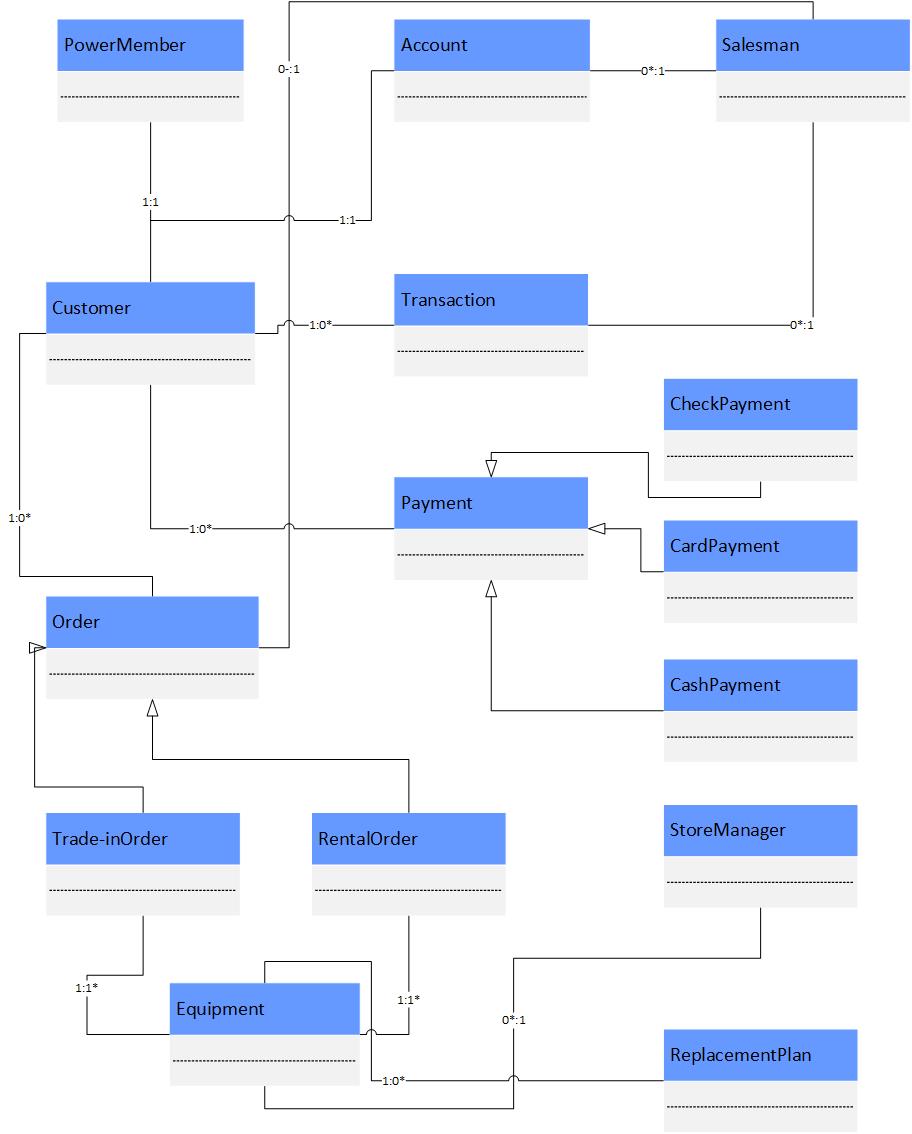 PowerMember
Account
Salesman
0-:1
0*:1
1:1
1:1
Customer
Transaction
1:0*
0*:1
CheckPayment
Payment
1:0*
1:0*
CardPayment
Order
CashPayment
Trade-inOrder
RentalOrder
StoreManager
1:1*
Equipment
1:1*
0*:1
ReplacementPlan
1:0*